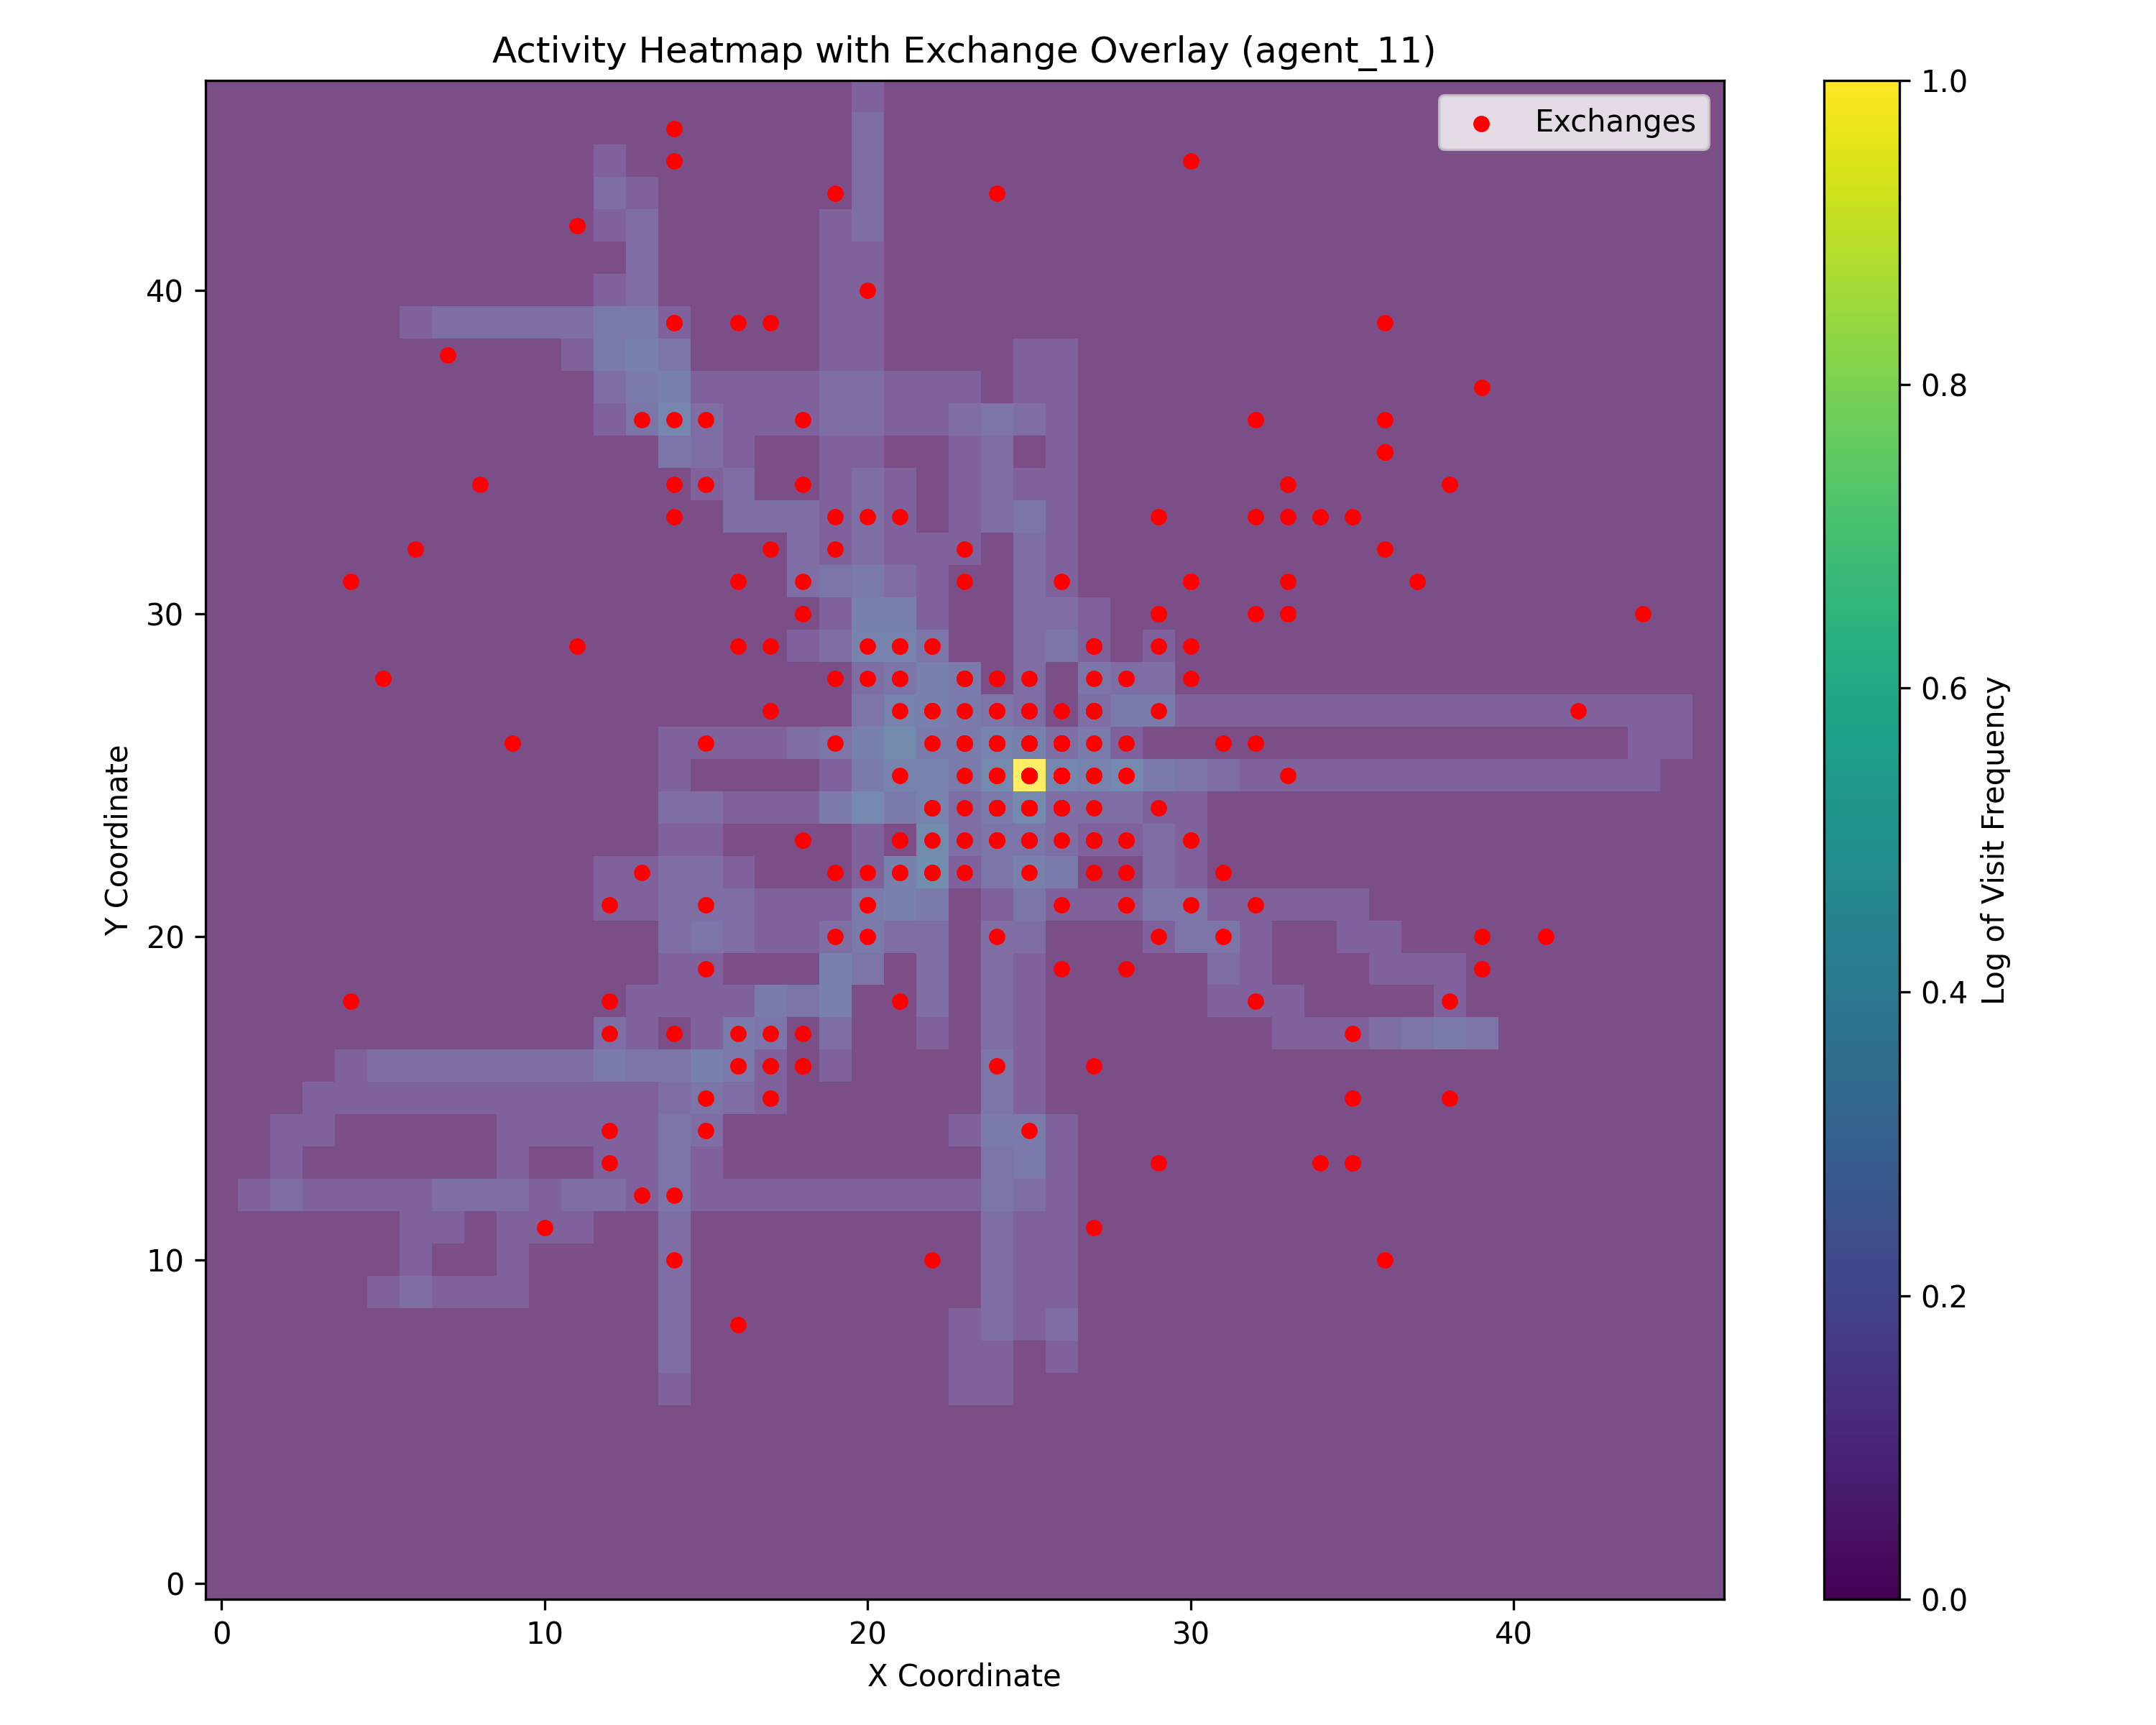 Activity Heatmap with Exchange Overlay (agent_11)
Exchanges
Y Coordinate
40
30
20
10
0
0 10 20 30 40
X Coordinate
1.0
0.8
0.6
0.4
0.2
0.0
Log of Visit Frequency